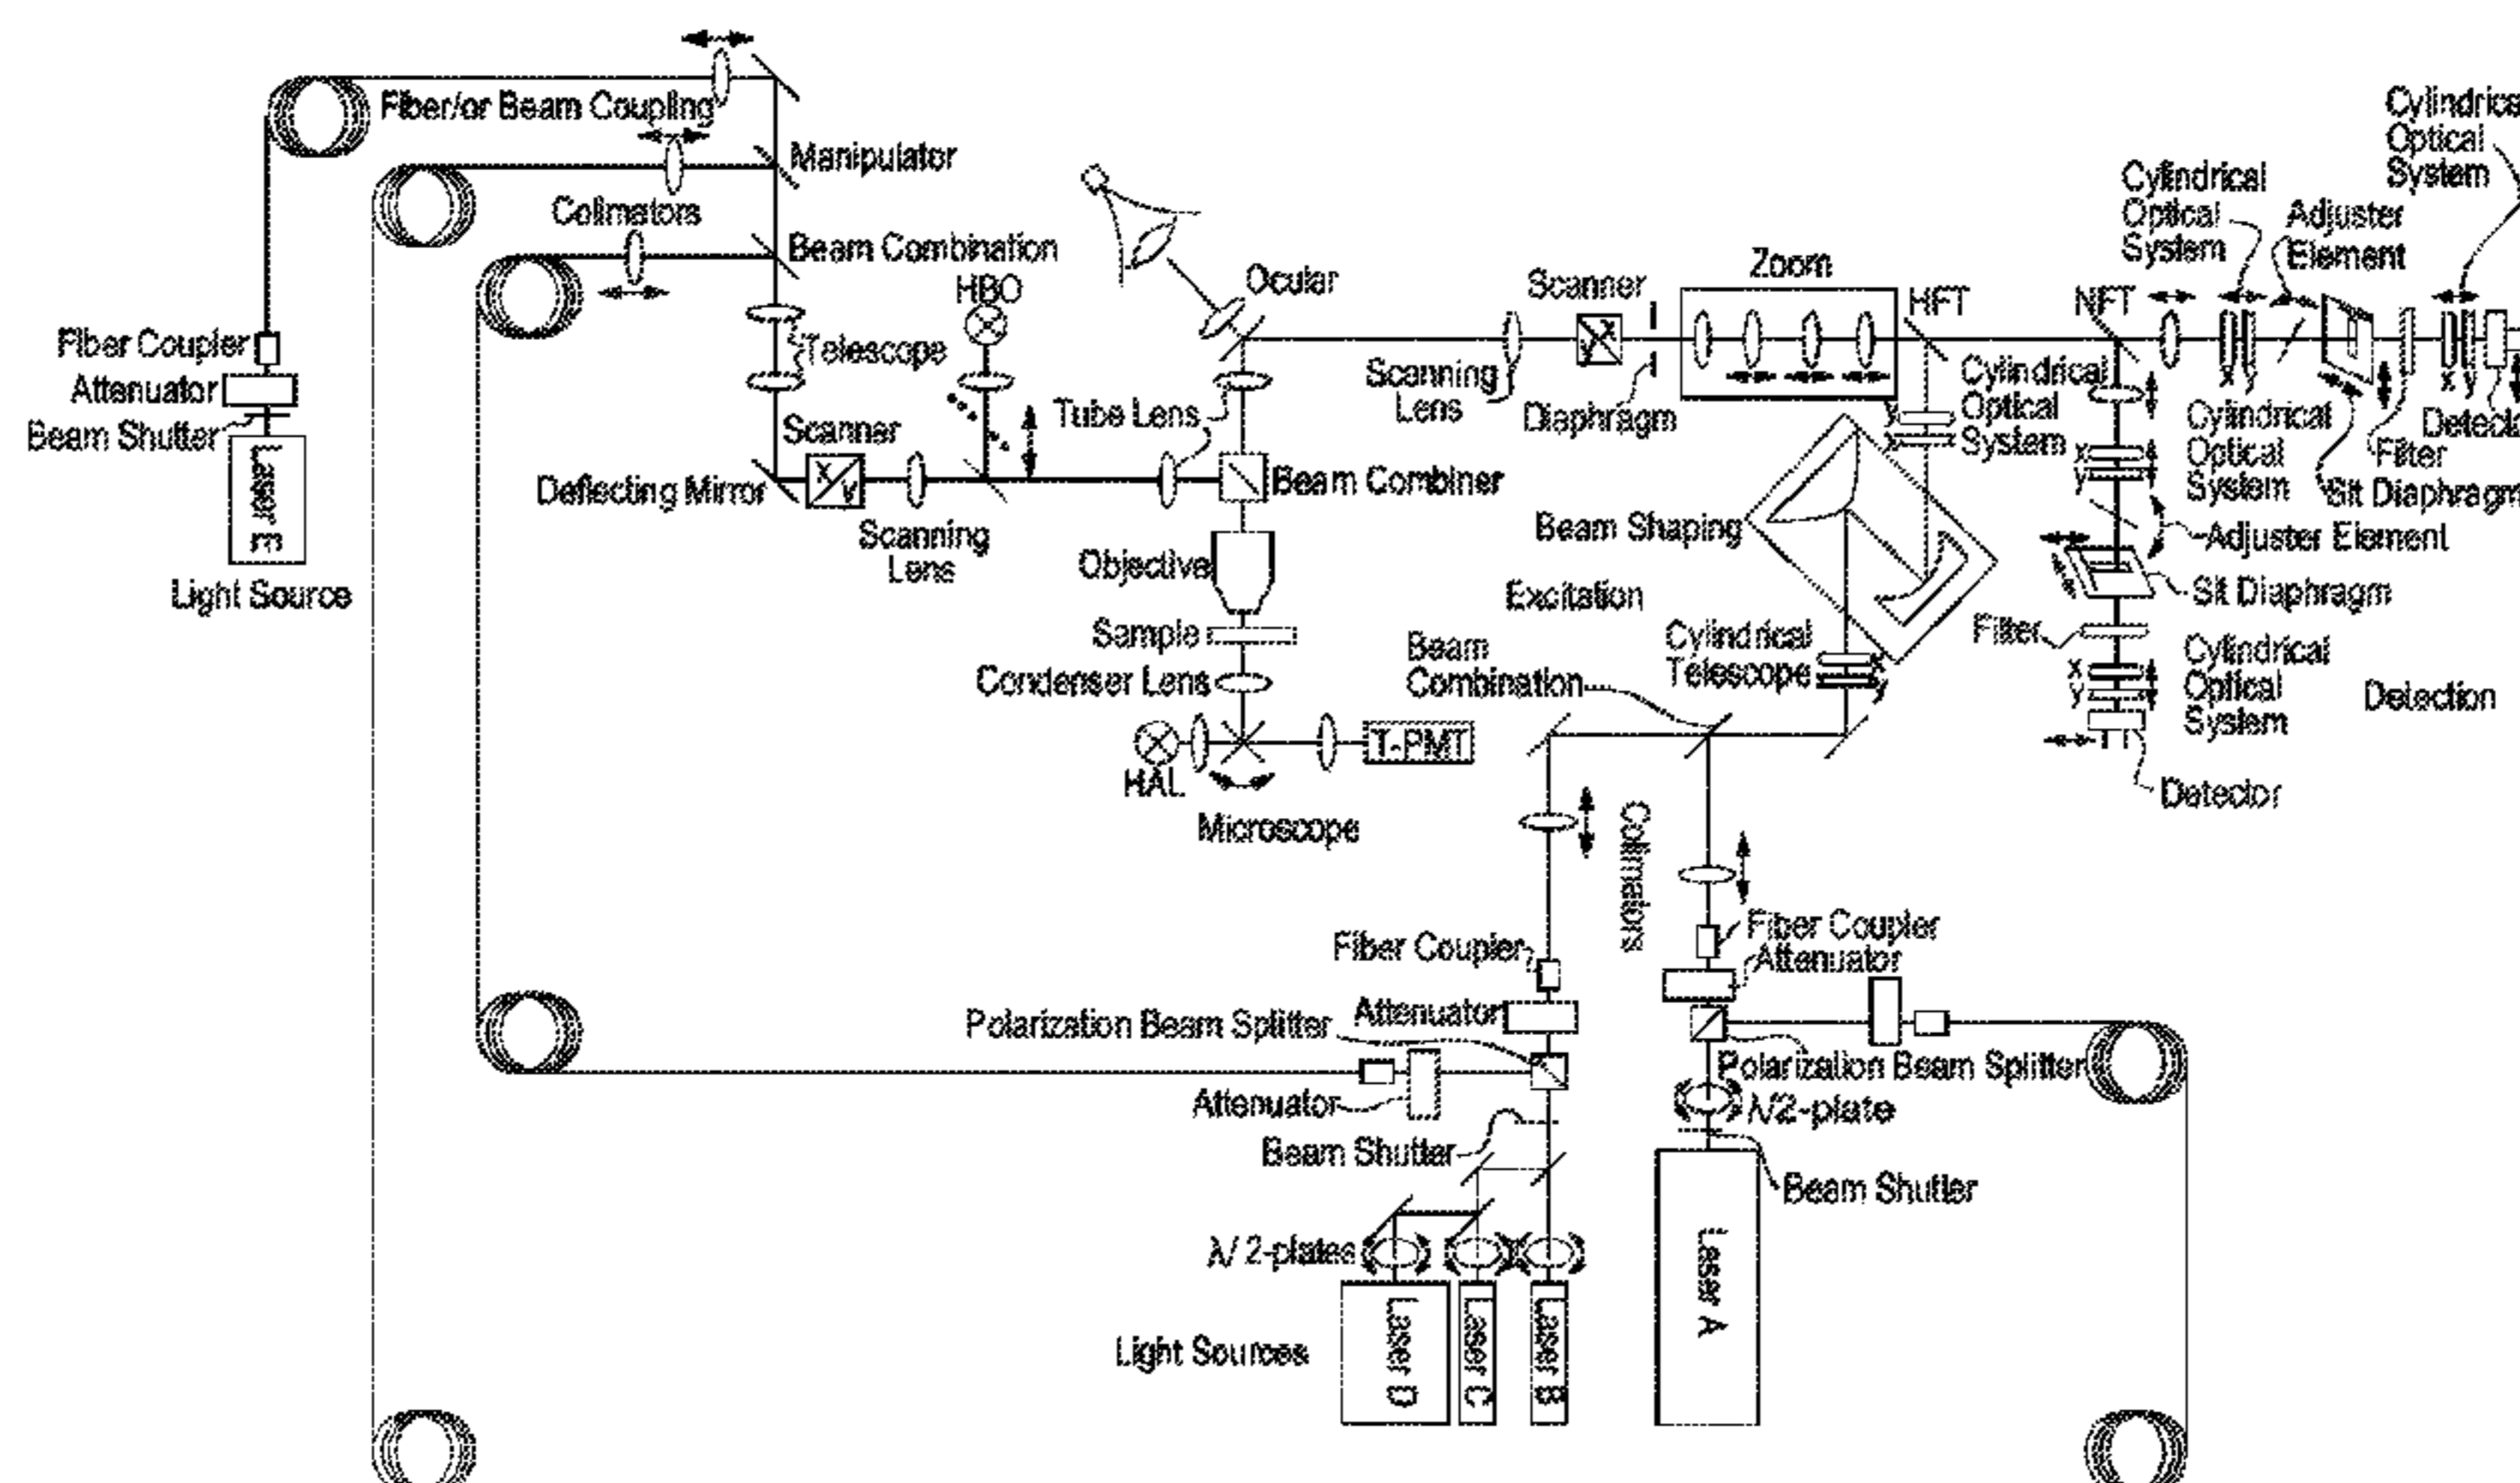 Fiber/or Beam Coupling
Manipulator
Collmators
Beam Combination
HBO
Telescope
Fiber Coupler
Attenuator
Beam Shutter
Laser E
Light Source
Scanner
Deflecting Mirror
Scanning
Lens
Tube Lens
Ocular
Beam Combiner
Objective
Sample
Condenser Lens
HAL
T-PMT
Microscope
Scanner
Scanning
Lens
Diaphragm
Zoom
HFT
NFT
Cylindrical
Optical
System
Cylindrical
Optical
System
Adjuster
Element
Optical
System
x y
x y
Cylindrical
Optical
System
Filter
Slit Diaphragm
x
y
Adjuster Element
Slit Diaphragm
Filter
x
y
Cylindrical
Optical
System
Detection
Detector
Beam Shaping
Excitation
Cylindrical
Telescope
x
y
Beam
Combination
Collmators
Fiber Coupler
Attenuator
Fiber Coupler
Attenuator
Polarization Beam Splitter
Polarization Beam Splitter
Attenuator
λ/2-plate
Beam Shutter
Beam Shutter
λ/ 2-plates
Laser D
Laser C
Laser B
Laser A
Light Sources